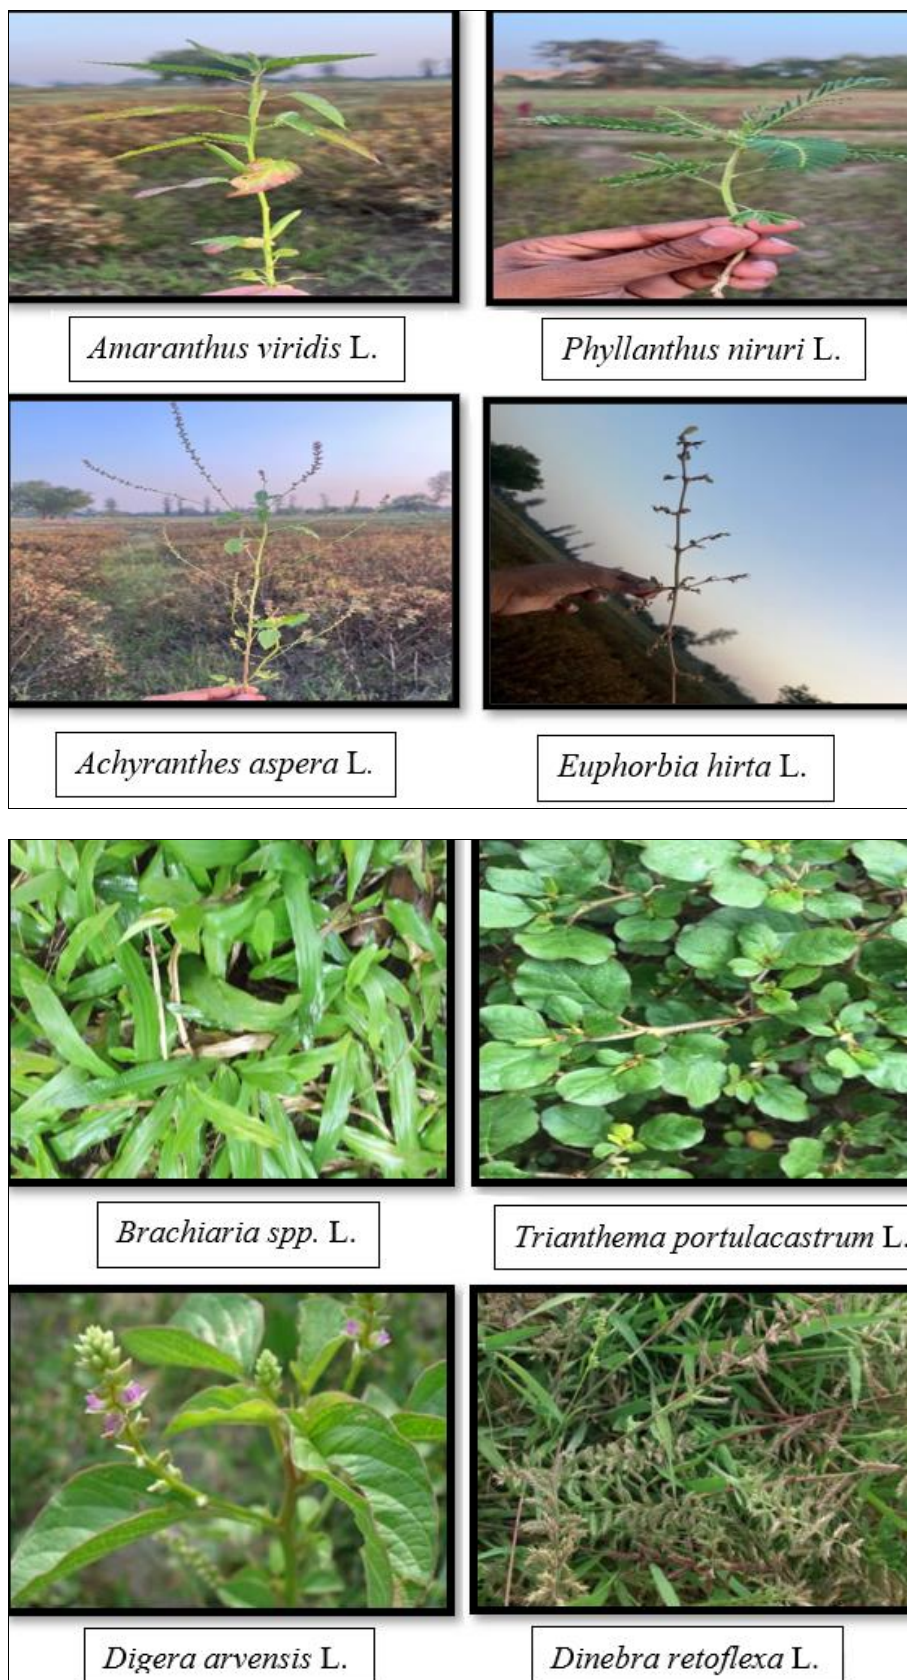 Amaranthus viridis L.
Phyllanthus niruri L.
Achyranthes aspera L.
Euphorbia hirta L.
Brachiaria spp. L.
Trianthema portulacastrum L.
Digera arvensis L.
Dinebra retoflexa L.